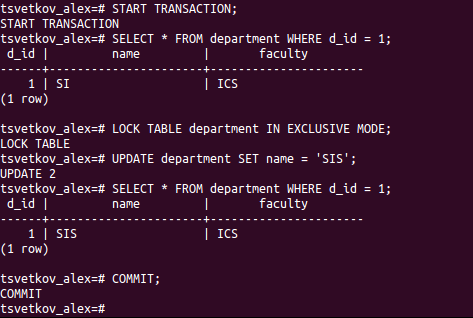 tsvetkov_alex=# START TRANSACTION;
START TRANSACTION
tsvetkov_alex=# SELECT * FROM department WHERE d_id = 1;
 d_id |         name         |       faculty
------+----------------------+----------------------
    1 | SI                   | ICS
(1 row)

tsvetkov_alex=# LOCK TABLE department IN EXCLUSIVE MODE;
LOCK TABLE
tsvetkov_alex=# UPDATE department SET name = 'SIS';
UPDATE 2
tsvetkov_alex=# SELECT * FROM department WHERE d_id = 1;
 d_id |         name         |       faculty
------+----------------------+----------------------
    1 | SIS                  | ICS
(1 row)

tsvetkov_alex=# COMMIT;
COMMIT
tsvetkov_alex=#